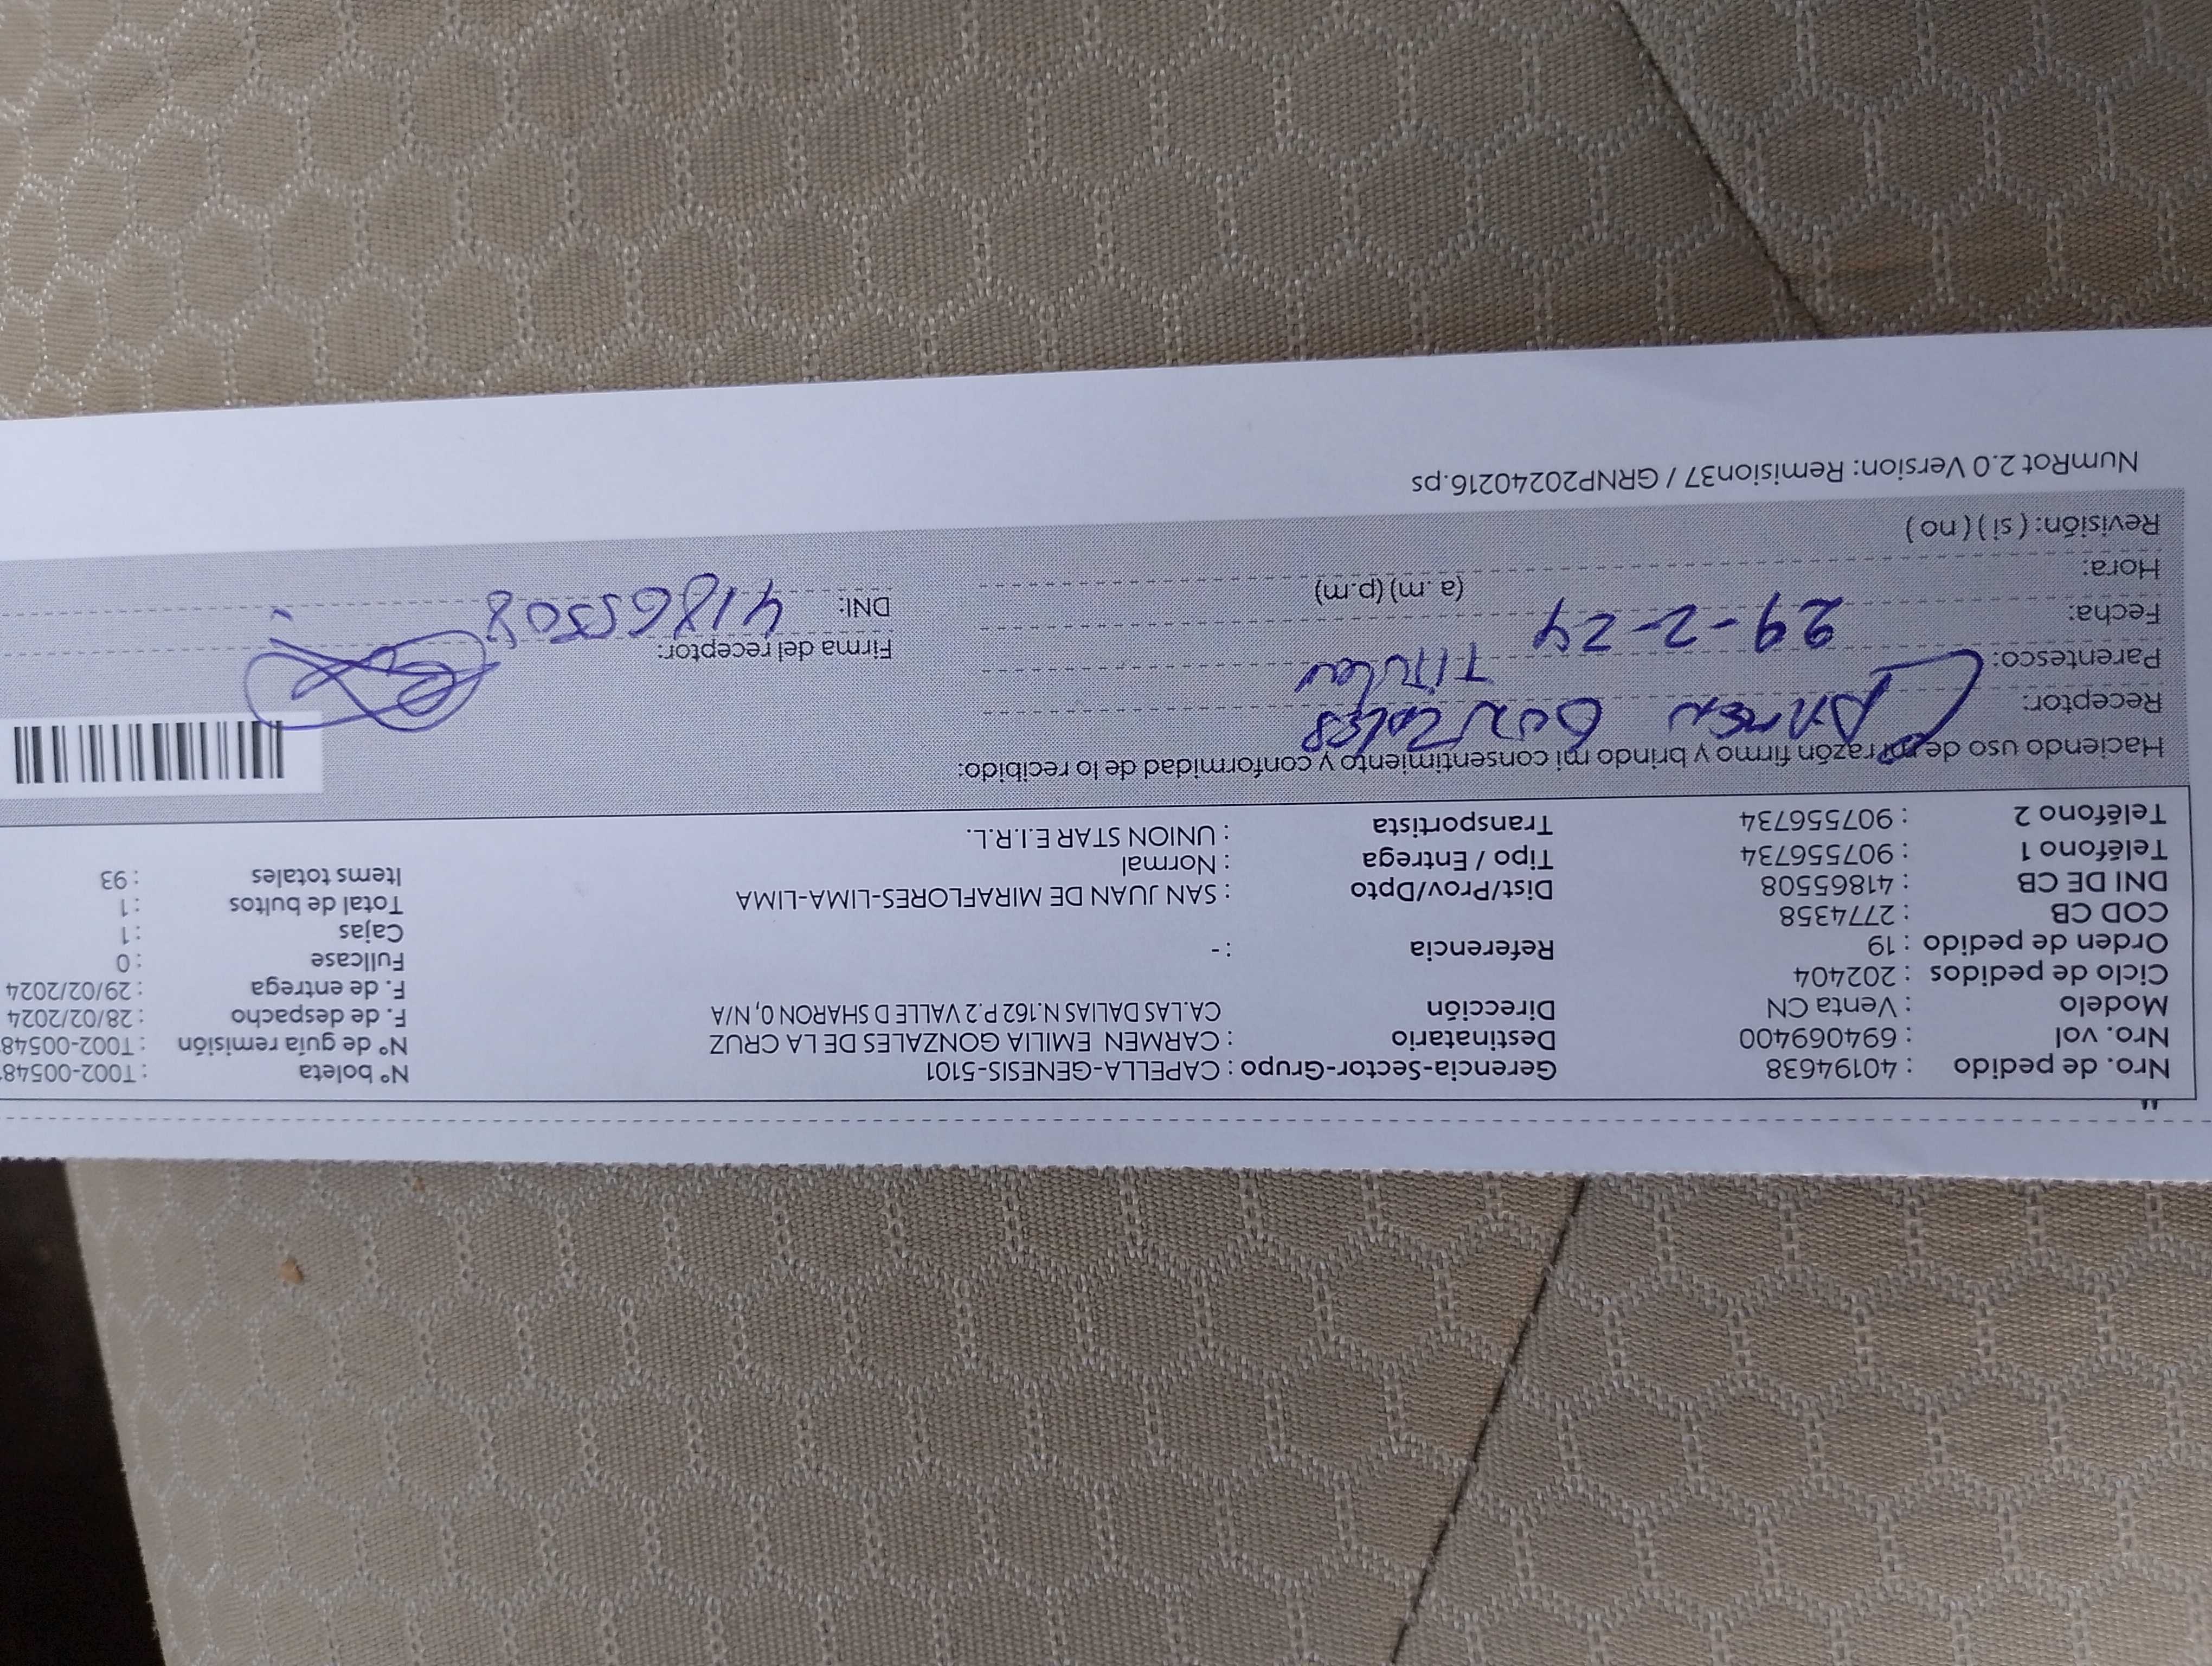 Nro. de pedido : 40194638 Gerencia-Sector-Grupo : CAPELLA-GENESIS-5101 N° boleta : T002-00548
Nro. vol : 6940069400 Destinatario : CARMEN EMILIA GONZALES DE LA CRUZ N° de guía remisión : T002-00548
Modelo : Venta CN Dirección CA.LAS DALIAS N.162 P.2 VALLE D SHARON 0, N/A F. de despacho : 28/02/2024
Ciclo de pedidos : 202404 F. de entrega : 29/02/2024
Orden de pedido : 19 Referencia : - Fullcase : 0
COD CB : 2774358 Cajas : 1
DNI DE CB : 41865508 Dist/Prov/Dpto : SAN JUAN DE MIRAFLORES-LIMA-LIMA Total de bultos : 1
Teléfono 1 : 907556734 Tipo / Entrega : Normal Items totales : 93
Teléfono 2 : 907556734 Transportista : UNION STAR E.I.R.L.
Haciendo uso de mi razón firmo y brindo mi consentimiento y conformidad de lo recibido:
Receptor: Carmen Gonzales
Parentesco: Titular Firma del receptor:
Fecha: 29-2-24 DNI: 41865508
Hora: (a. m) (p.m)
Revisión: ( si ) ( no )
NumRot 2.0 Version: Remision37 / GRNP20240216.ps